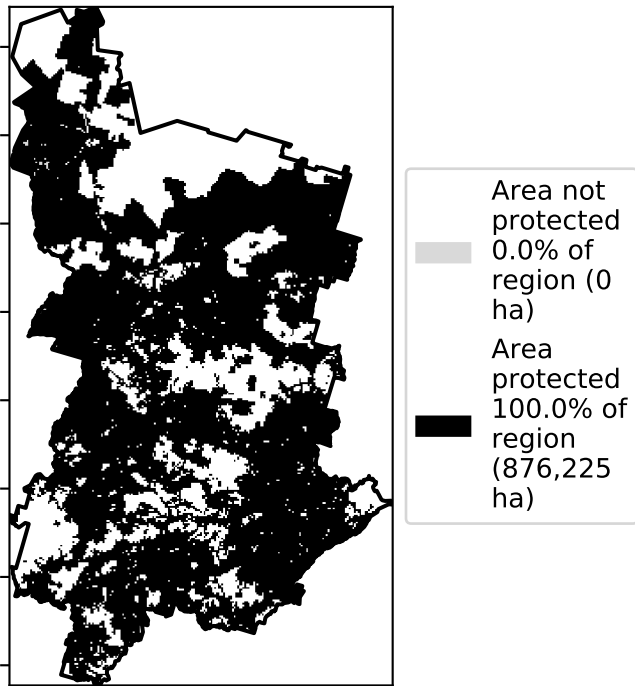 Area not
protected
0.0% of
region (0
ha)
Area
protected
100.0% of
region
(876,225
ha)